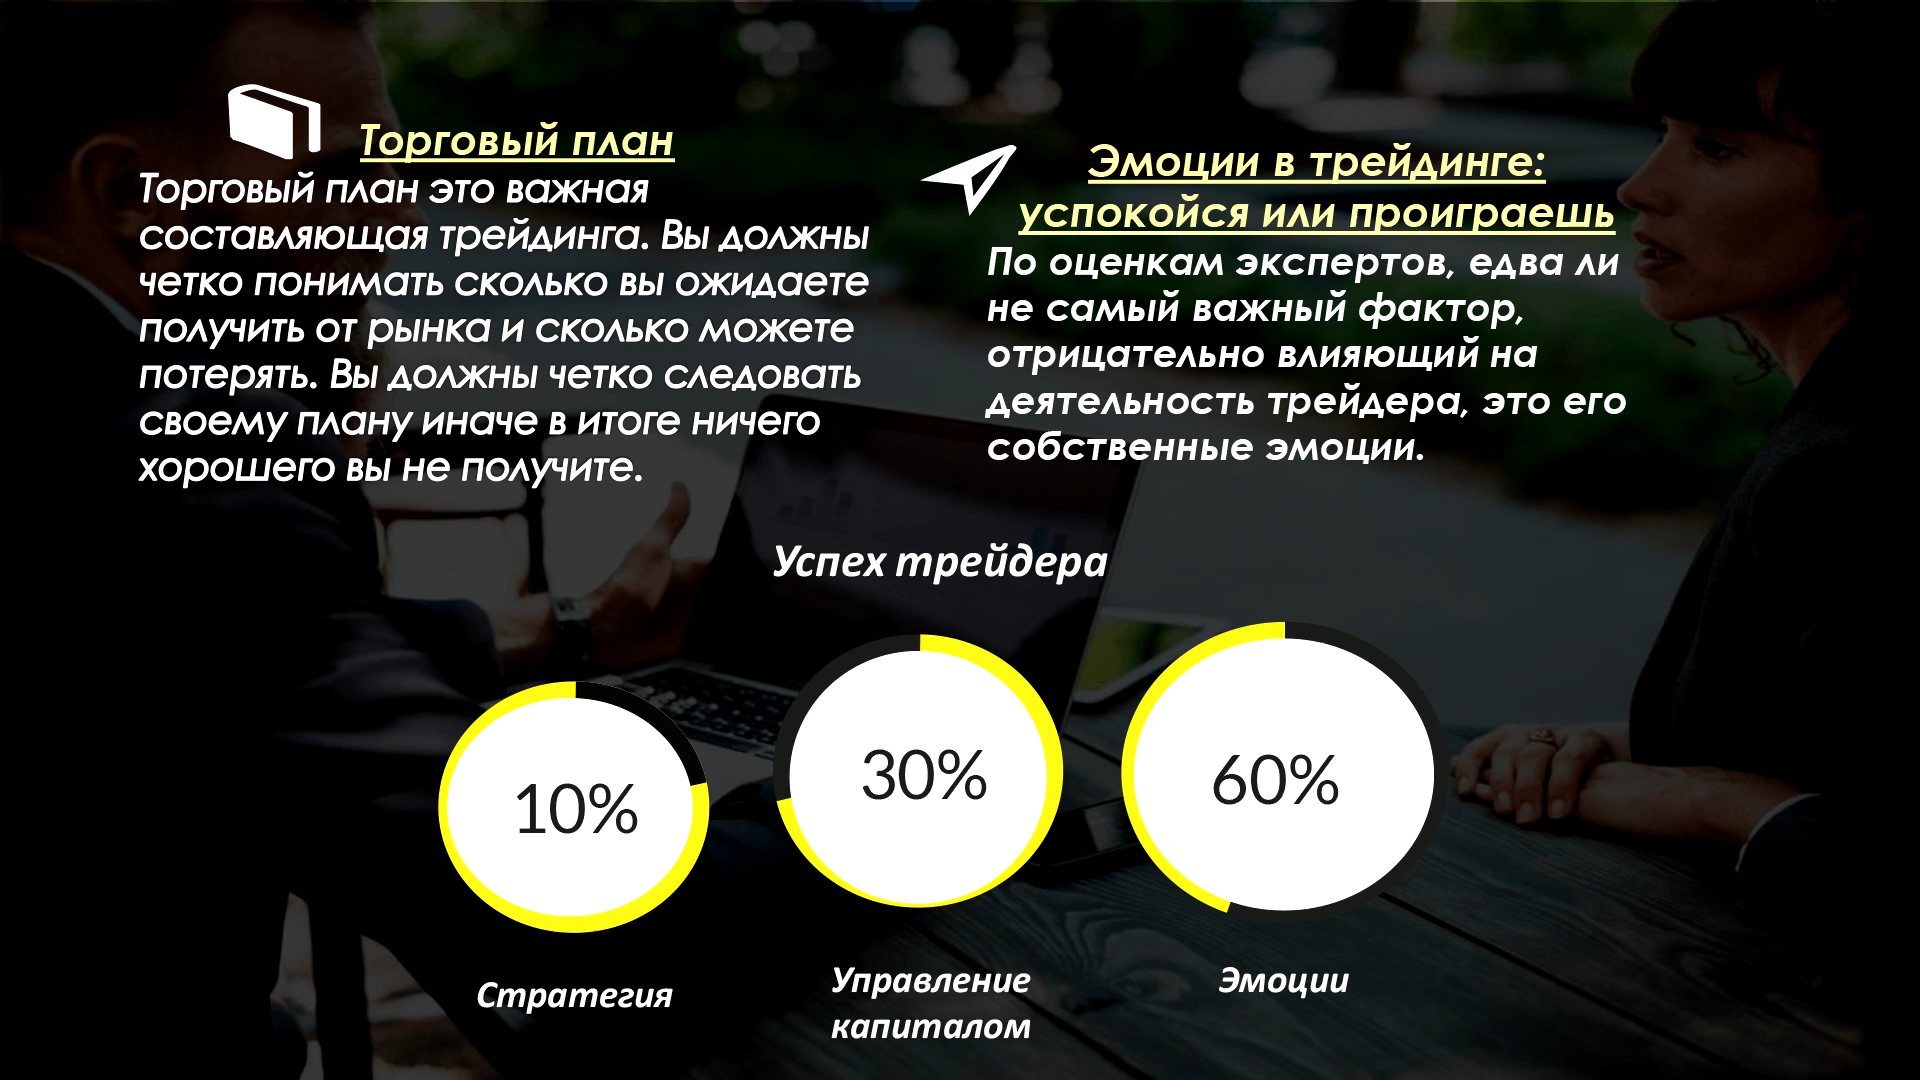 Торговый план
Торговый план это важная
составляющая трейдинга. Вы должны
четко понимать сколько вы ожидаете
получить от рынка и сколько можете
потерять. Вы должны четко следовать
своему плану иначе в итоге ничего
хорошего вы не получите.
Эмоции в трейдинге:
успокойся или проиграешь
По оценкам экспертов, едва ли
не самый важный фактор,
отрицательно влияющий на
деятельность трейдера, это его
собственные эмоции.
Успех трейдера
10%
30%
60%
Стратегия
Управление
капиталом
Эмоции